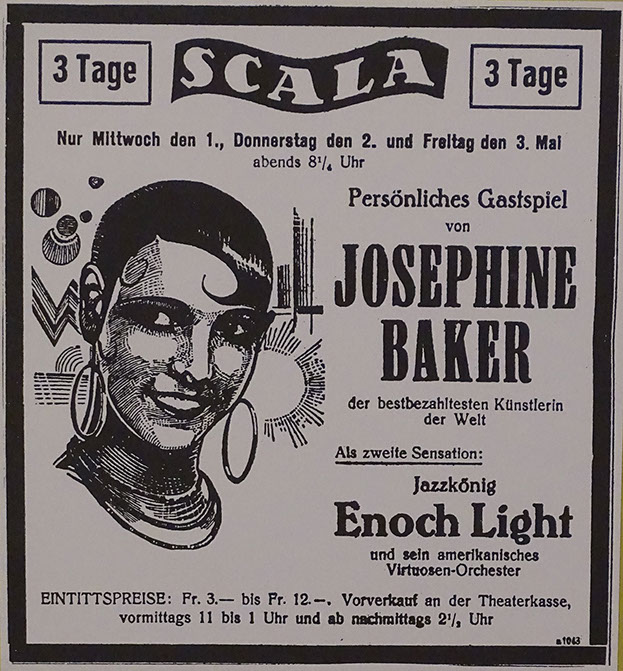 3 Tage
SCALA
3 Tage
Nur Mittwoch den 1., Donnerstag den 2. und Freitag den 3. Mai
abends 8¼ Uhr
Persönliches Gastspiel
von
JOSEPHINE
BAKER
der bestbezahltesten Künstlerin
der Welt
Als zweite Sensation:
Jazzkönig
Enoch Light
und sein amerikanisches
Virtuosen-Orchester
EINTITTSPREISE: Fr. 3.— bis Fr. 12.—. Vorverkauf an der Theaterkasse,
vormittags 11 bis 1 Uhr und ab nachmittags 2½ Uhr
a1043